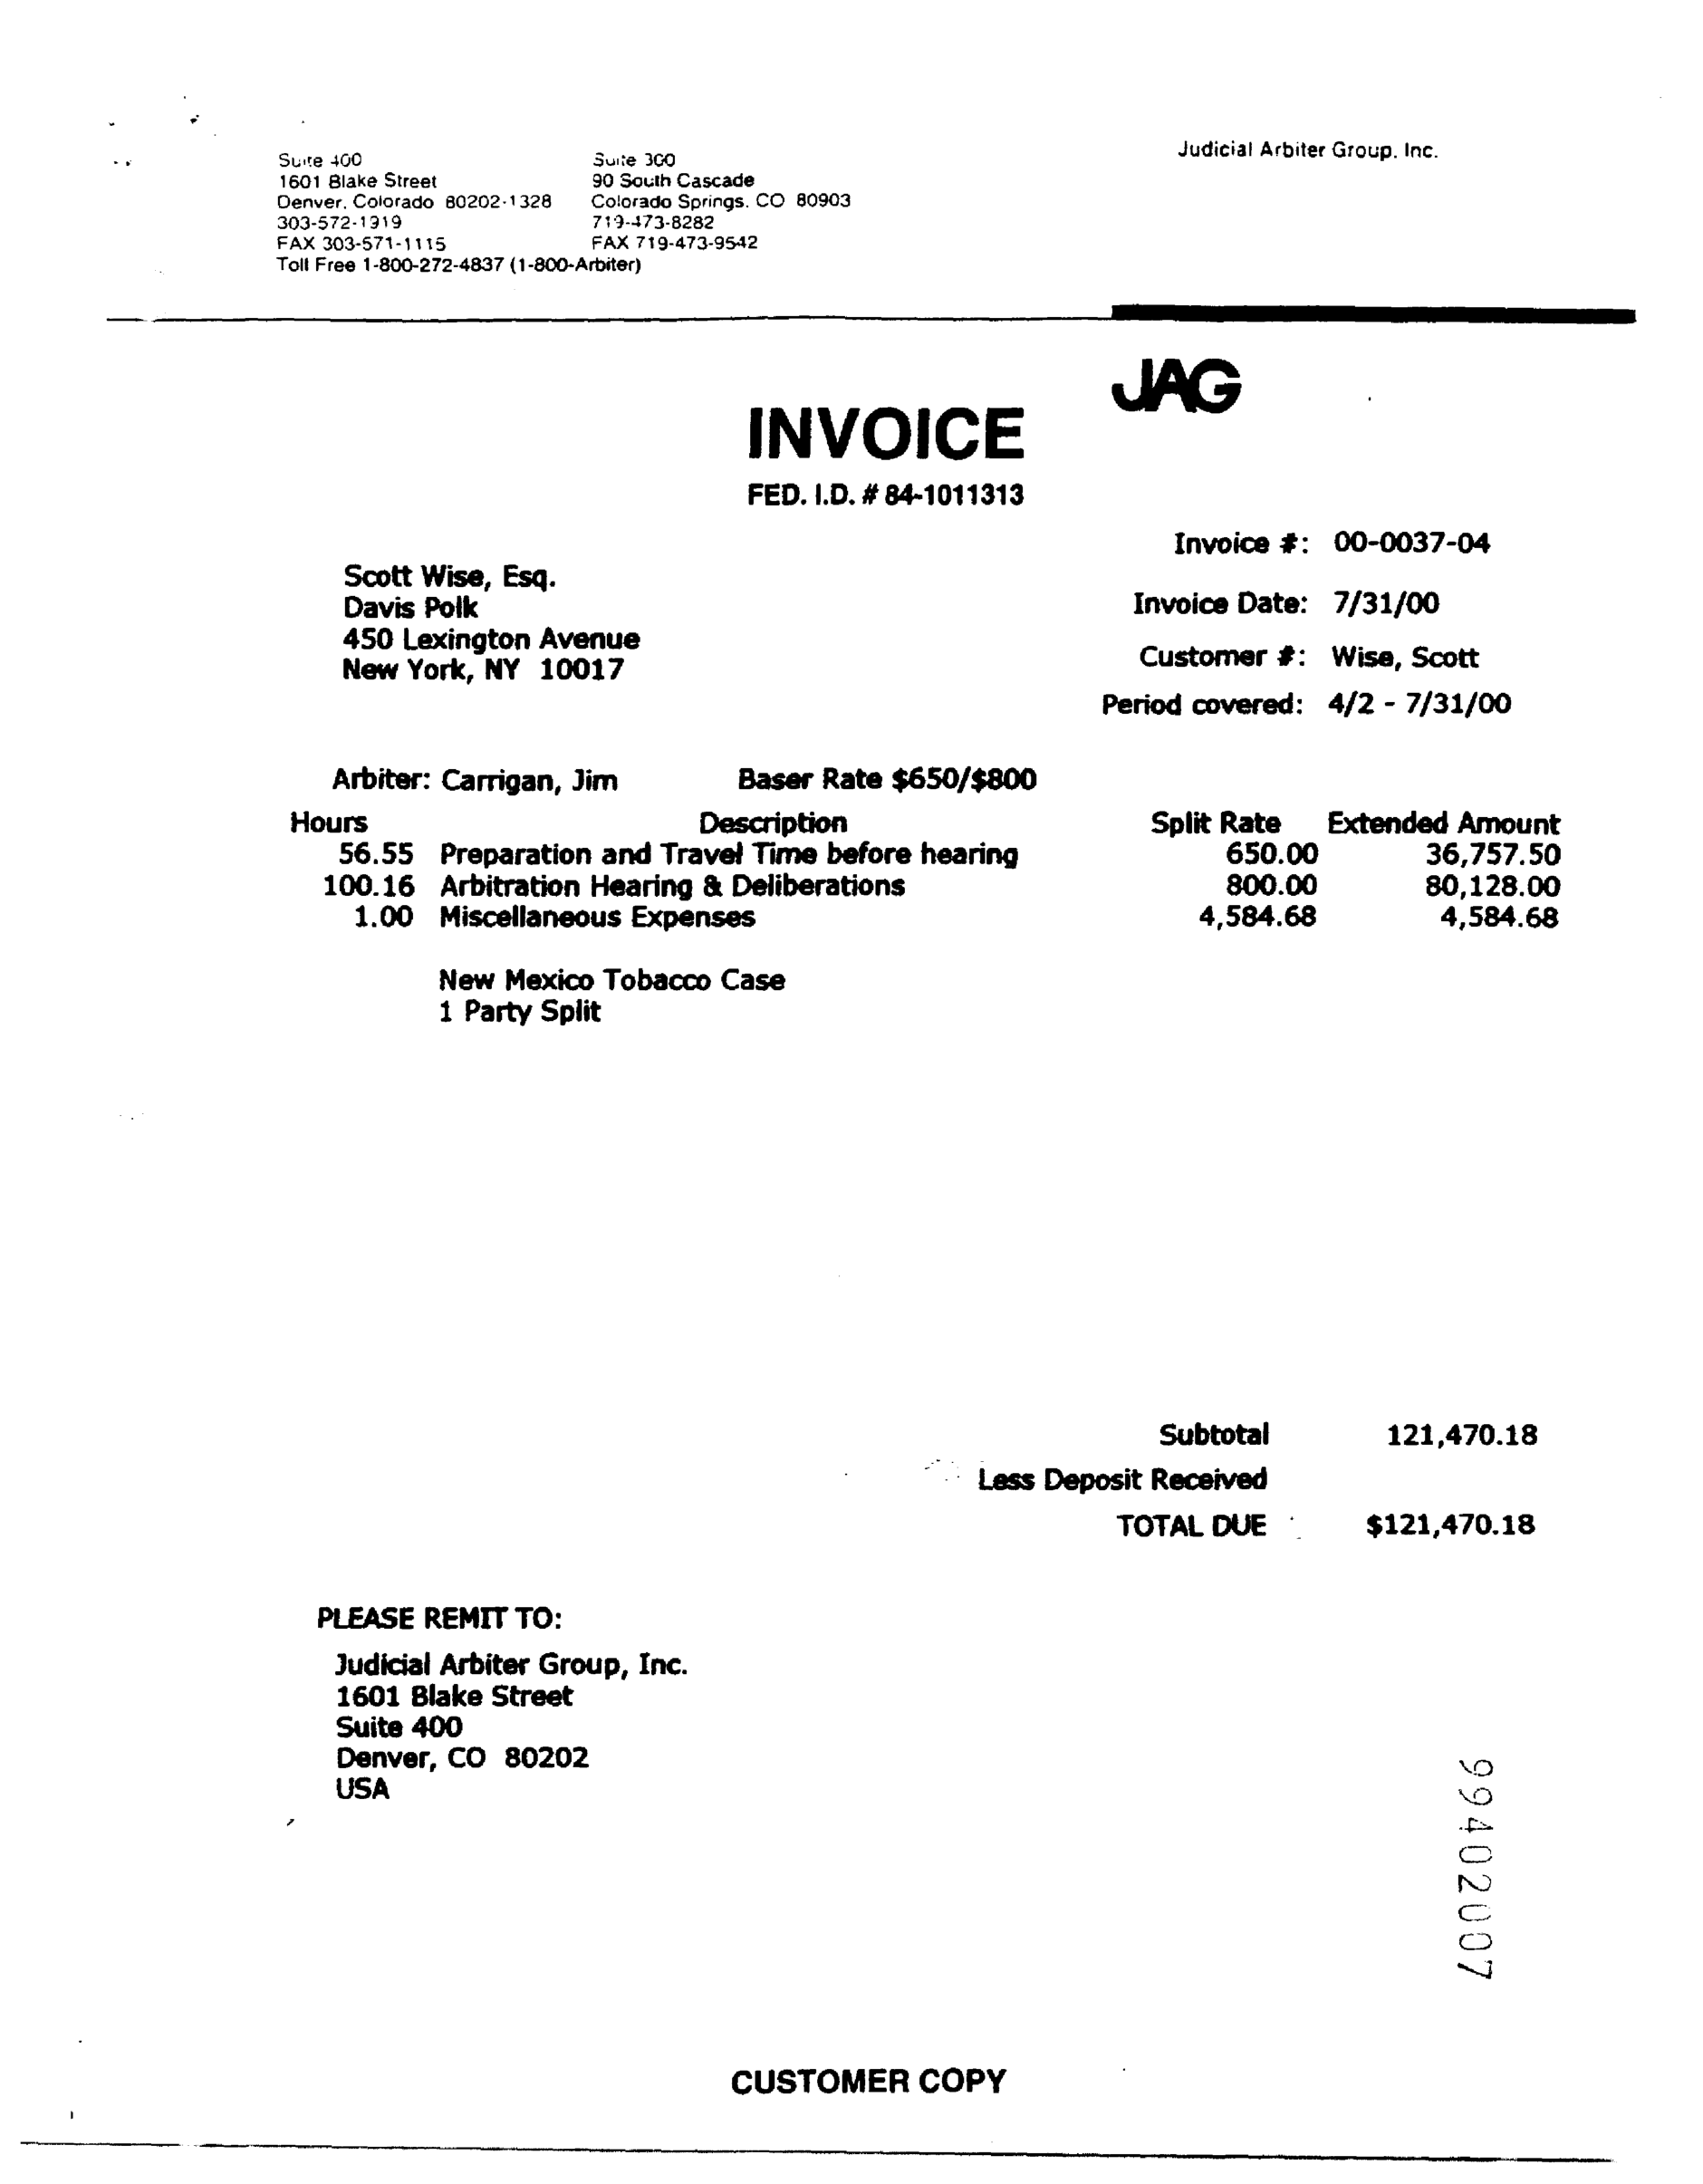 Judicial Arbiter Group, Inc.
Suite 400
1601 Blake Street
Denver, Colorado 80202-1328
303-572-1919
FAX 303-571-1115
Toll Free 1-800-272-4837 (1-800-Arbiter)
Suite 300
90 South Cascade
Colorado Springs, CO 80903
719-473-8282
FAX 719-473-9542
JAG
INVOICE
FED. I.D. # 84-1011313
Invoice #: 00-0037-04
Invoice Date: 7/31/00
Customer #: Wise, Scott
Period covered: 4/2 - 7/31/00
Scott Wise, Esq.
Davis Polk
450 Lexington Avenue
New York, NY 10017
Arbiter: Carrigan, Jim Baser Rate $650/$800
Hours Description Split Rate Extended Amount
56.55 Preparation and Travel Time before hearing 650.00 36,757.50
100.16 Arbitration Hearing & Deliberations 800.00 80,128.00
1.00 Miscellaneous Expenses 4,584.68 4,584.68
New Mexico Tobacco Case
1 Party Split
Subtotal 121,470.18
Less Deposit Received
TOTAL DUE $121,470.18
PLEASE REMIT TO:
Judicial Arbiter Group, Inc.
1601 Blake Street
Suite 400
Denver, CO 80202
USA
99402007
CUSTOMER COPY